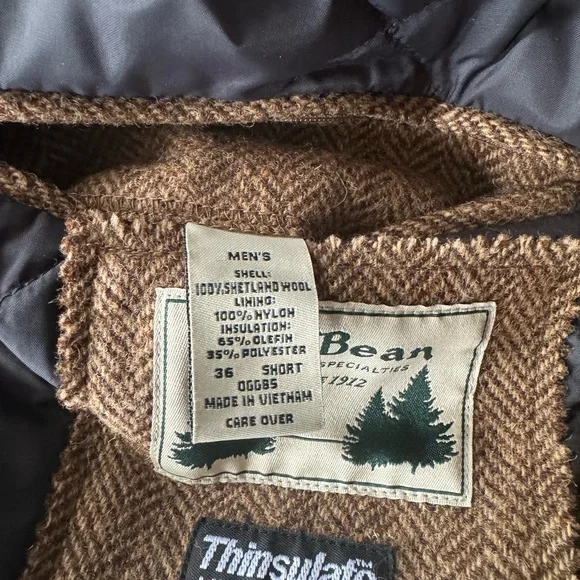 MEN'S
SHELL:
100% SHETLAND WOOL
LINING:
100% NYLON
INSULATION:
65% OLEFIN
35% POLYESTER
36 SHORT
OGG85
MADE IN VIETNAM
CARE OVER
Bean
SPECIALTIES
1912
Thinsulate